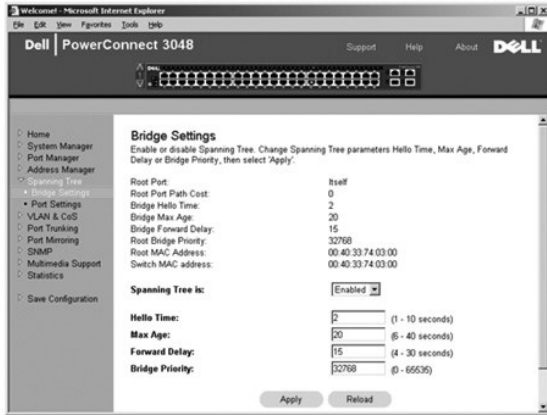 Welcome! - Microsoft Internet Explorer
File Edit View Favorites Tools Help
Dell | PowerConnect 3048
Support Help About DELL
Home
System Manager
Port Manager
Address Manager
Spanning Tree
Bridge Settings
Port Settings
VLAN & CoS
Port Trunking
Port Mirroring
SNMP
Multimedia Support
Statistics
Save Configuration
Bridge Settings
Enable or disable Spanning Tree. Change Spanning Tree parameters Hello Time, Max Age, Forward
Delay or Bridge Priority, then select 'Apply'.
Root Port: Itself
Root Port Path Cost: 0
Bridge Hello Time: 2
Bridge Max Age: 20
Bridge Forward Delay: 15
Root Bridge Priority: 32768
Root MAC Address: 00:40:33:74:03:00
Switch MAC address: 00:40:33:74:03:00
Spanning Tree is: Enabled
Hello Time: 2 (1 - 10 seconds)
Max Age: 20 (6 - 40 seconds)
Forward Delay: 15 (4 - 30 seconds)
Bridge Priority: 32768 (0 - 65535)
Apply Reload